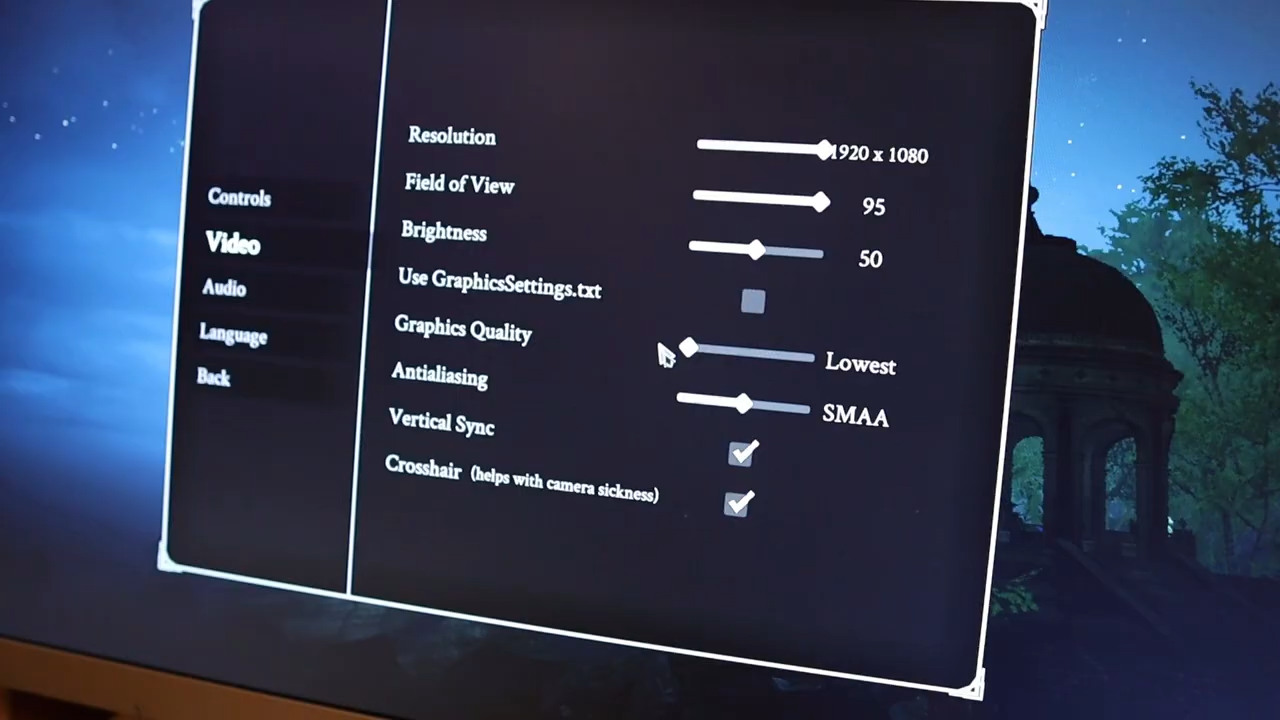 Controls
Video
Audio
Language
Back
Resolution 1920 x 1080
Field of View 95
Brightness 50
Use GraphicsSettings.txt
Graphics Quality Lowest
Antialiasing SMAA
Vertical Sync
Crosshair (helps with camera sickness)